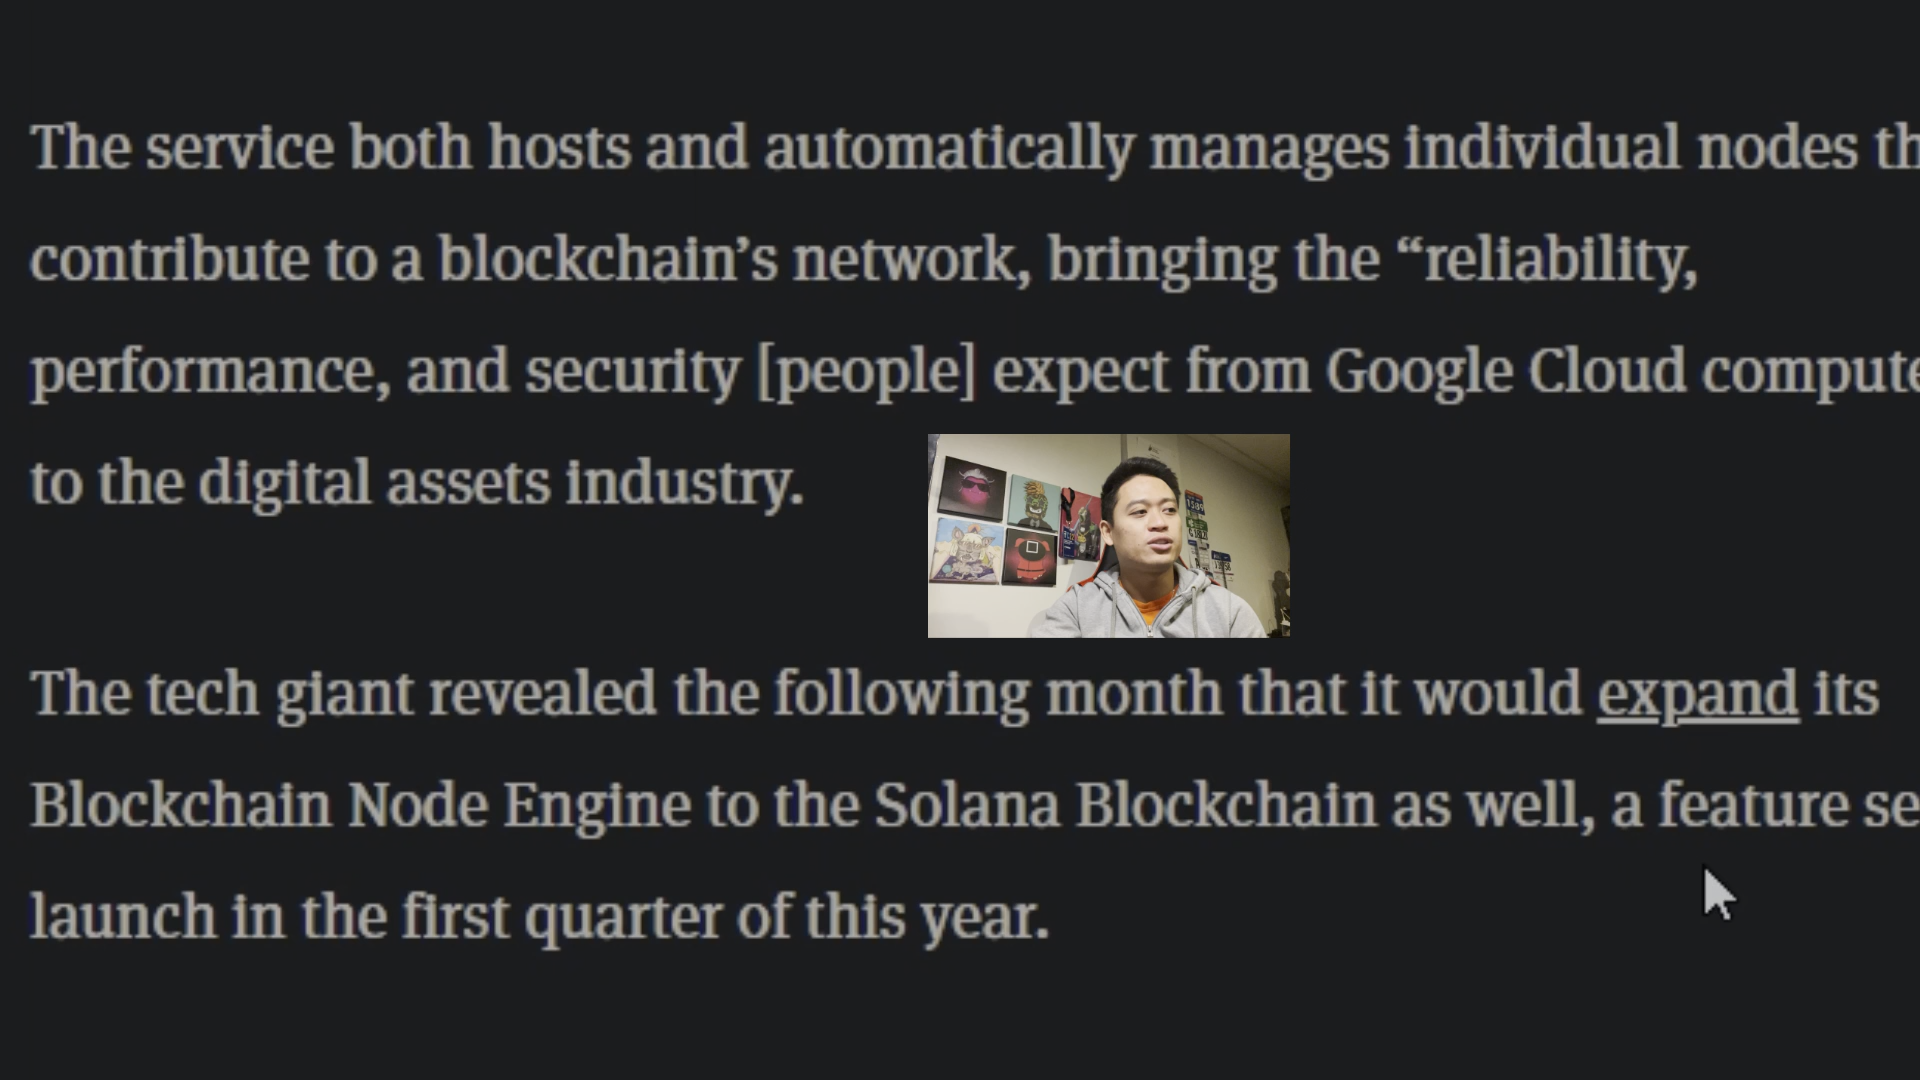 The service both hosts and automatically manages individual nodes th
contribute to a blockchain’s network, bringing the “reliability,
performance, and security [people] expect from Google Cloud compute
to the digital assets industry.
The tech giant revealed the following month that it would expand its
Blockchain Node Engine to the Solana Blockchain as well, a feature se
launch in the first quarter of this year.